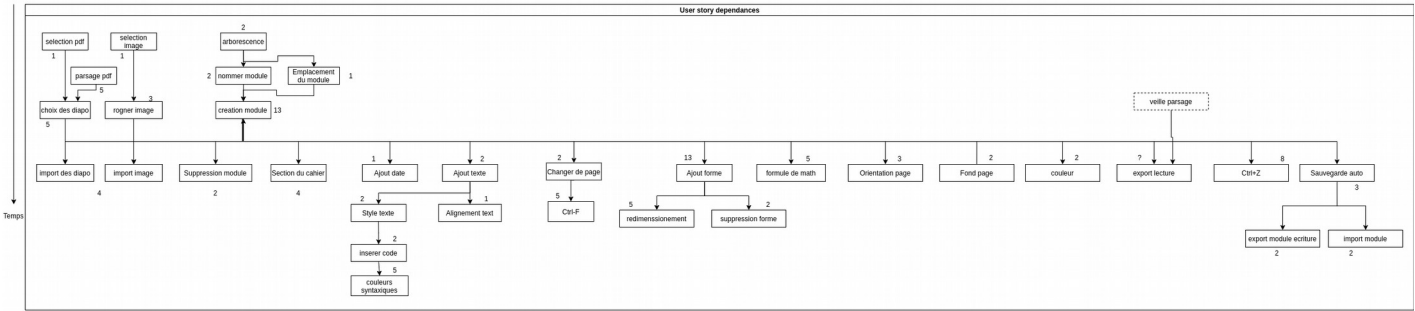 User story dependances
selection pdf
selection
image
2
arborescence
1
1
parsage pdf
2
nommer module
Emplacement
du module
1
5
choix des diapo
3
rogner image
creation module
13
veille parsage
5
import des diapo
4
import image
Suppression module
2
Section du cahier
4
1
Ajout date
2
Ajout texte
2
Changer de page
13
Ajout forme
5
formule de math
3
Orientation page
2
Fond page
2
couleur
?
export lecture
8
Ctrl+Z
Sauvegarde auto
3
Temps
2
Style texte
1
Alignement text
5
Ctrl-F
5
redimenssionement
2
suppression forme
2
inserer code
export module ecriture
2
import module
2
5
couleurs
syntaxiques